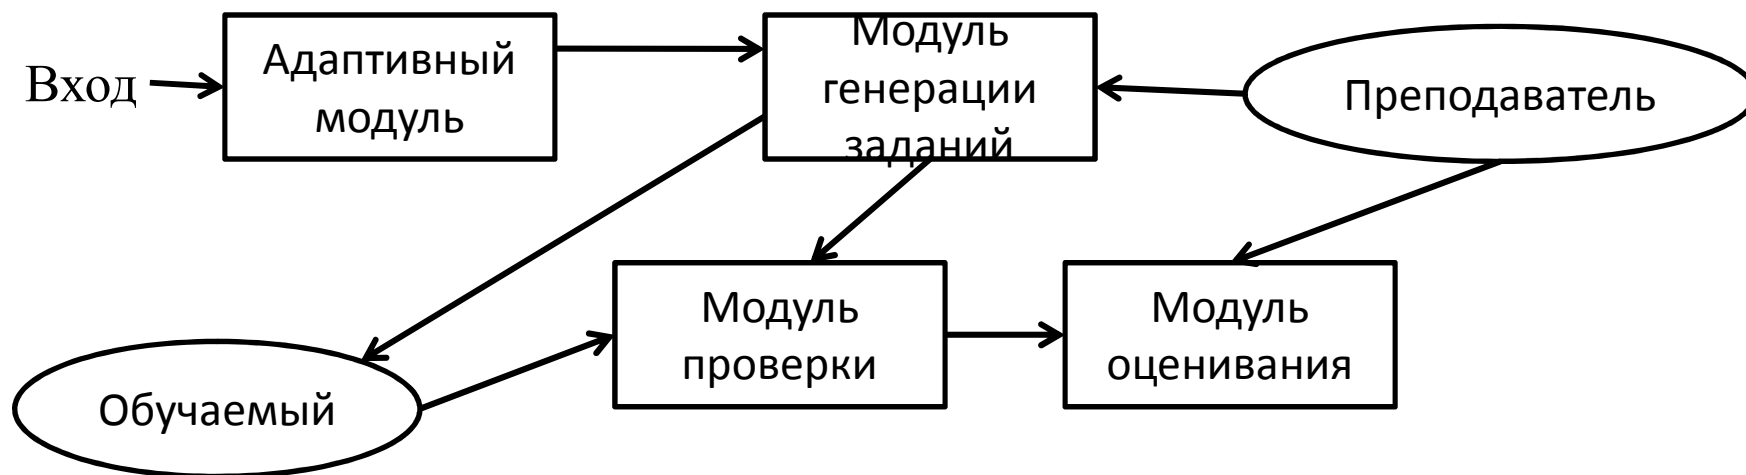 Вход
Адаптивный
модуль
Модуль
генерации
заданий
Преподаватель
Модуль
проверки
Модуль
оценивания
Обучаемый